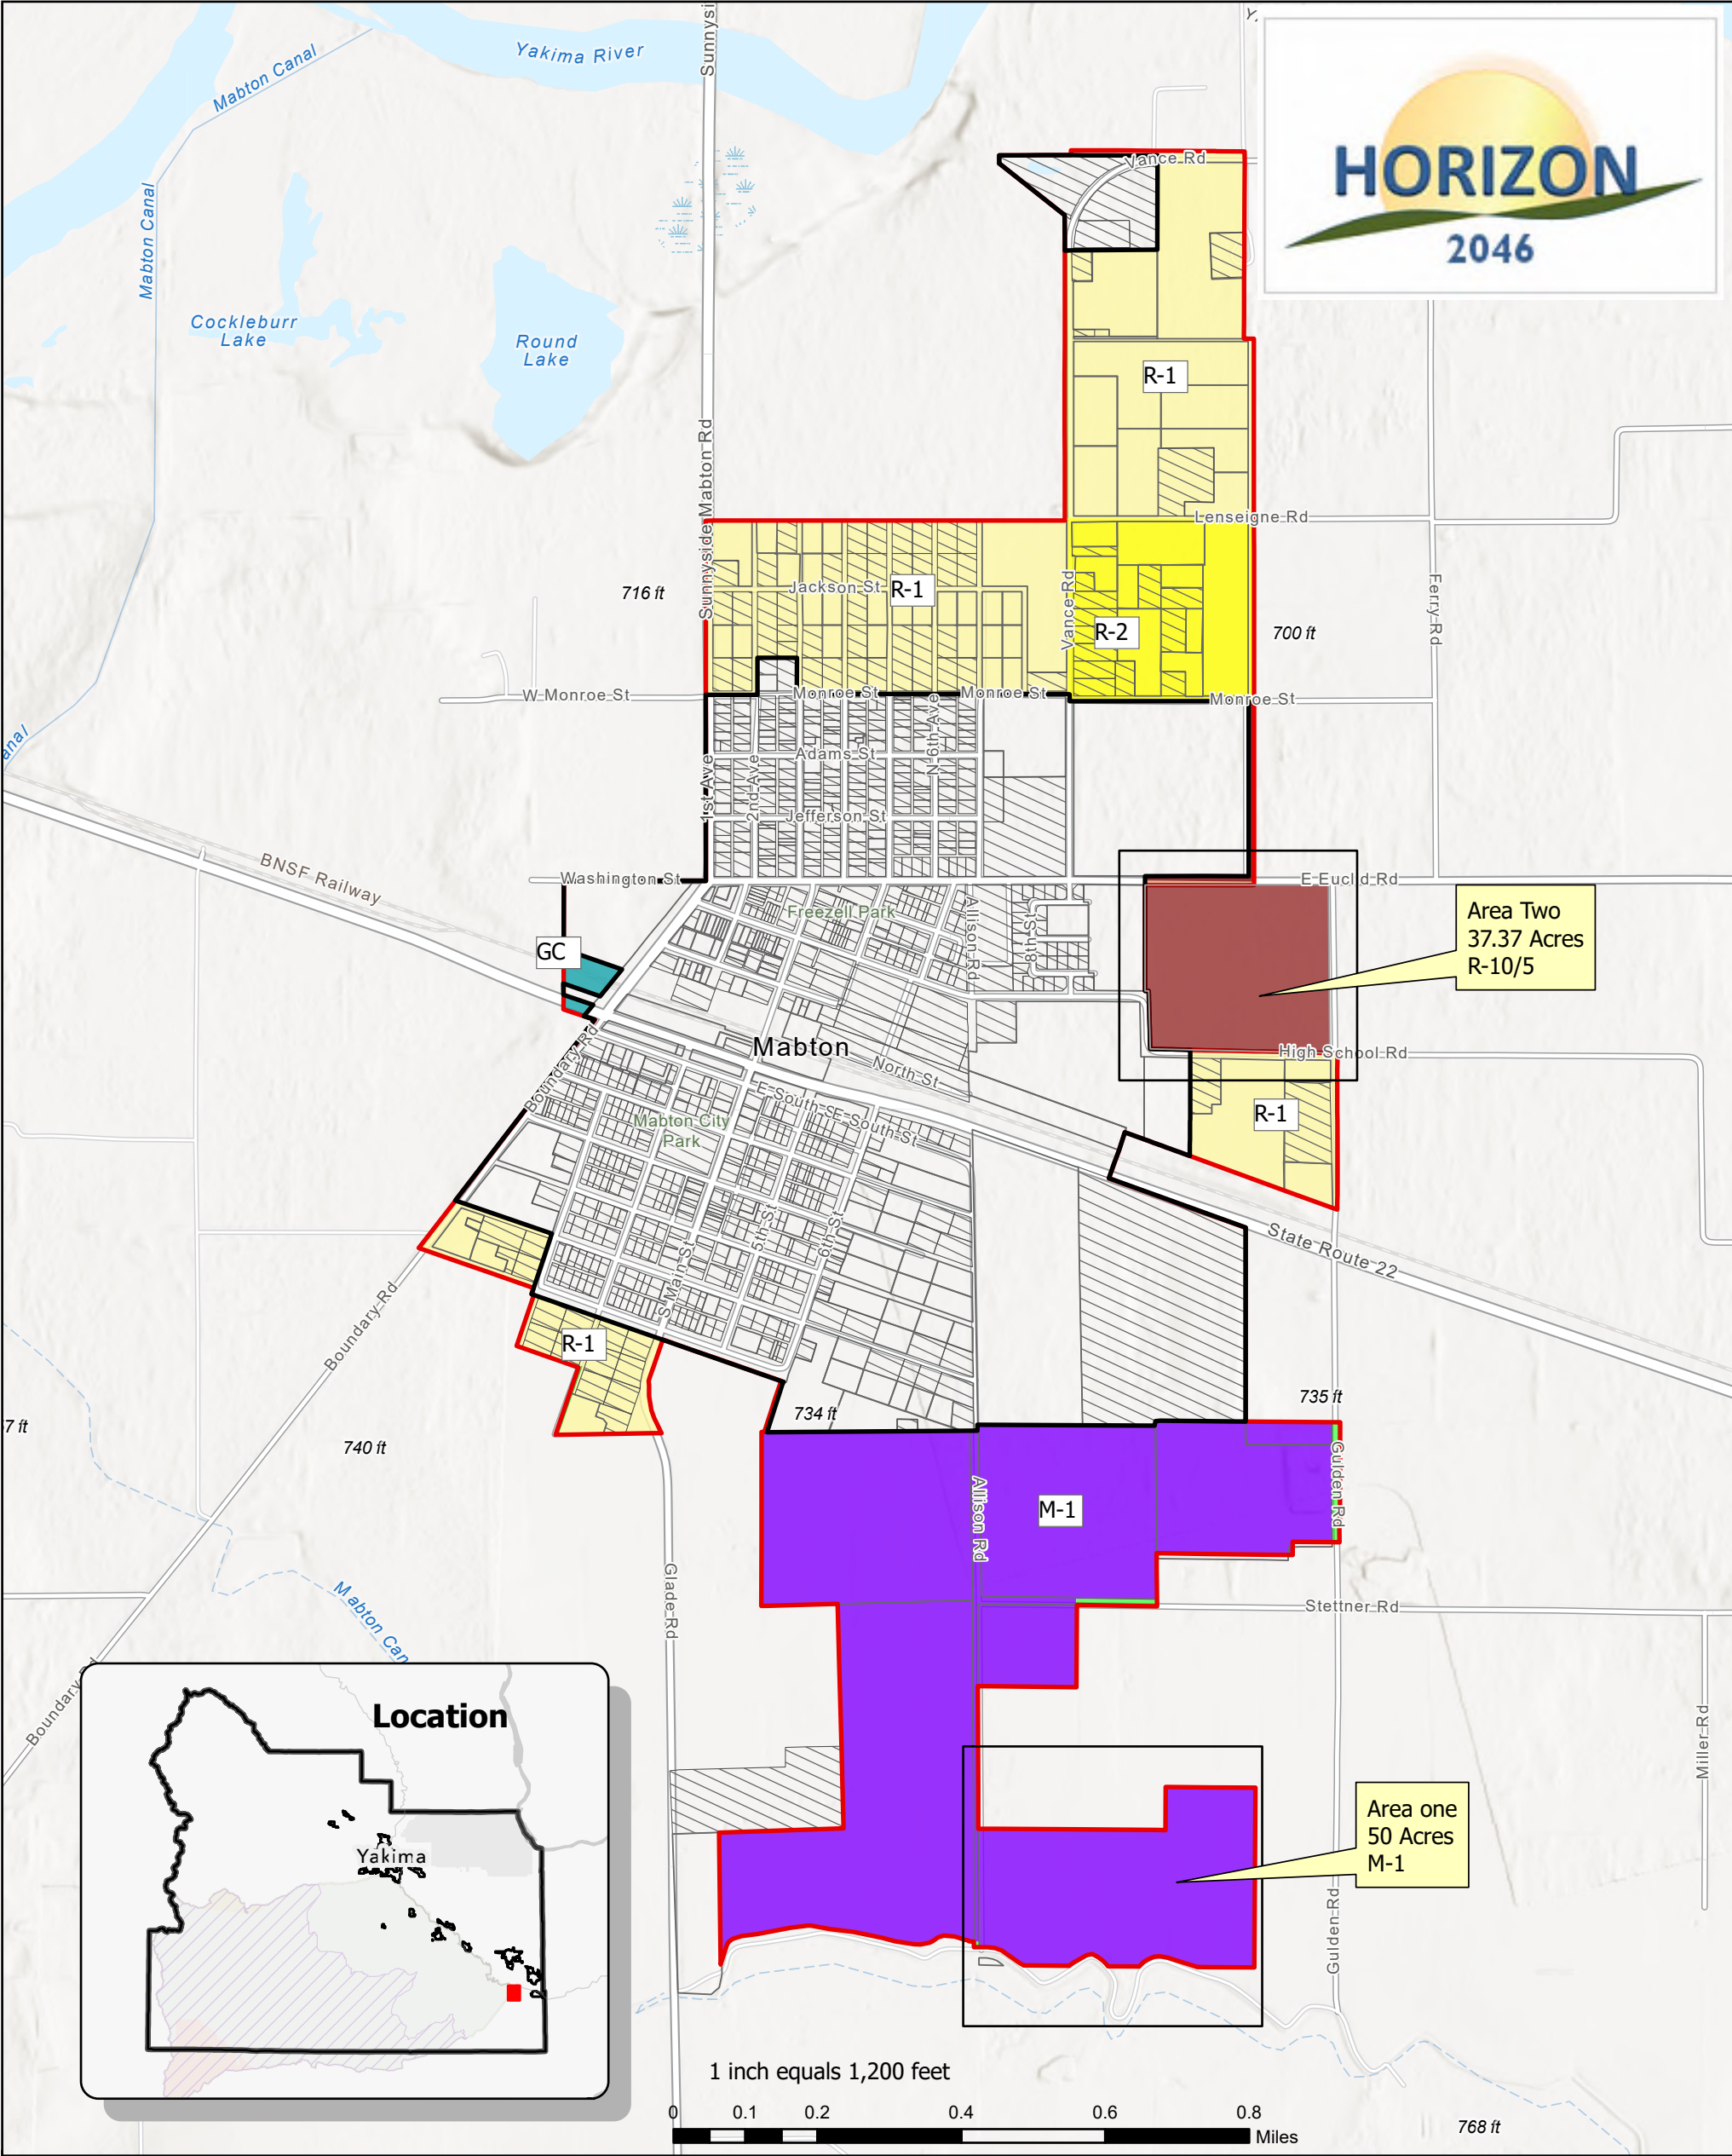 Yakima River
Mabton Canal
Sunnysi
Y.
HORIZON
2046
Vance Rd
Mabton Canal
Cockleburr
Lake
Round
Lake
R-1
Sunnyside Mabton Rd
Lenseigne Rd
716 ft
Jackson St
R-1
Vance Rd
R-2
700 ft
Ferry Rd
W Monroe St
Monroe St
Monroe St
Monroe St
anal
1st Ave
2nd Ave
Adams St
N 6th Ave
Jefferson St
BNSF Railway
Washington St
E Euclid Rd
Freezell Park
Allison Rd
8th St
Area Two
37.37 Acres
R-10/5
GC
Mabton
Boundary Rd
North St
High School Rd
E South St
E South St
Mabton City
Park
R-1
5th St
6th St
S Main St
State Route 22
Boundary Rd
R-1
734 ft
735 ft
7 ft
740 ft
Gulden Rd
Allison Rd
M-1
Glade Rd
Mabton Can
Stettner Rd
Boundary Rd
Location
Yakima
Miller Rd
Area one
50 Acres
M-1
Gulden Rd
1 inch equals 1,200 feet
0 0.1 0.2 0.4 0.6 0.8
Miles
768 ft